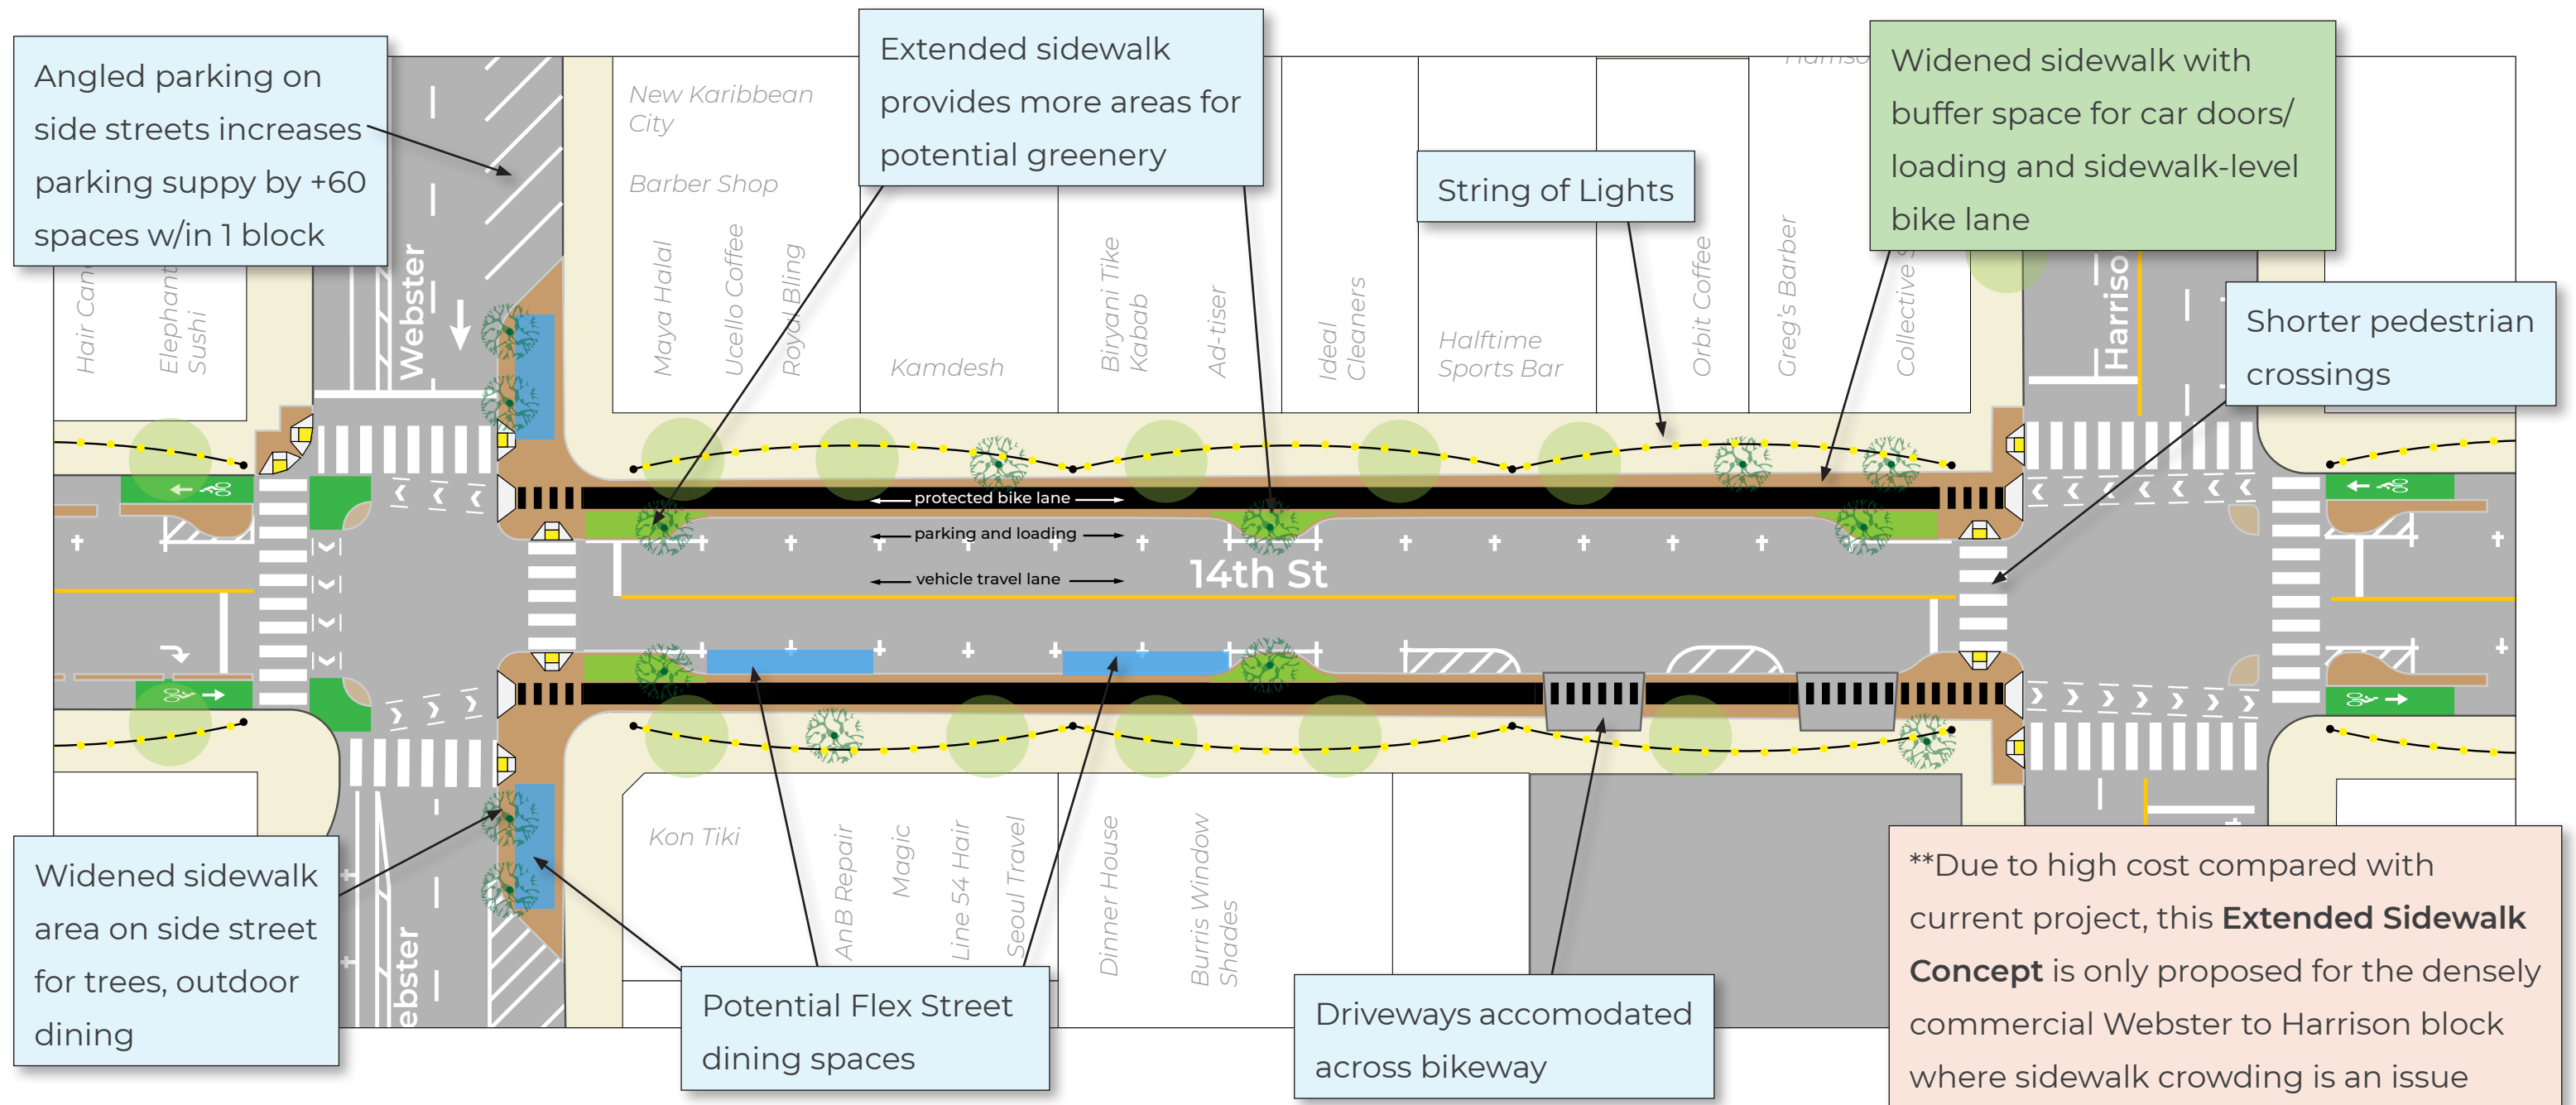 Angled parking on
side streets increases
parking suppy by +60
spaces w/in 1 block
Extended sidewalk
provides more areas for
potential greenery
Widened sidewalk with
buffer space for car doors/
loading and sidewalk-level
bike lane
String of Lights
Shorter pedestrian
crossings
New Karibbean
City
Barber Shop
Maya Halal
Ucello Coffee
Royal Bling
Kamdesh
Biryani Tike
Kabab
Ad-tiser
Ideal
Cleaners
Halftime
Sports Bar
Orbit Coffee
Greg's Barber
Collective S
Hair Can
Elephant
Sushi
Webster
Harriso
protected bike lane
parking and loading
vehicle travel lane
14th St
Kon Tiki
AnB Repair
Magic
Line 54 Hair
Seoul Travel
Dinner House
Burris Window
Shades
ebster
Widened sidewalk
area on side street
for trees, outdoor
dining
Potential Flex Street
dining spaces
Driveways accomodated
across bikeway
**Due to high cost compared with
current project, this Extended Sidewalk
Concept is only proposed for the densely
commercial Webster to Harrison block
where sidewalk crowding is an issue